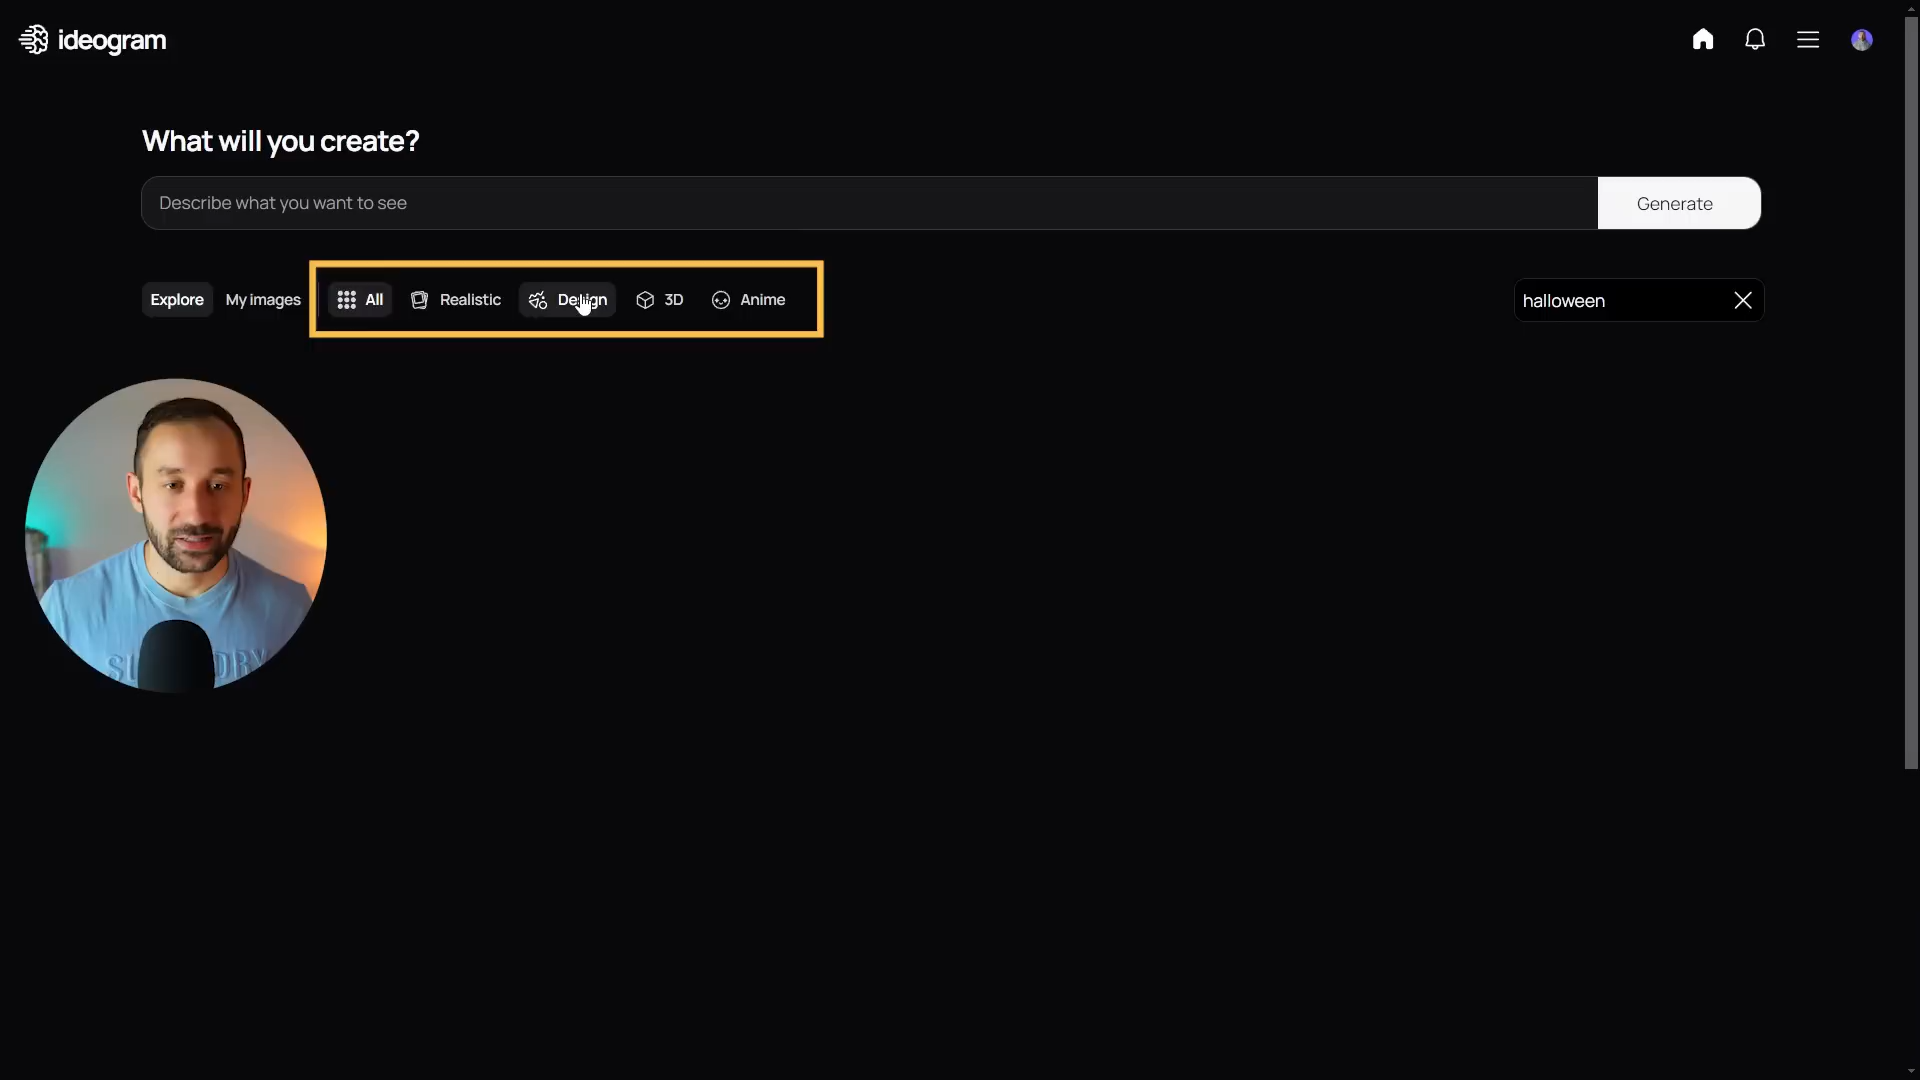 ideogram
What will you create?
Describe what you want to see
Generate
Explore My images All Realistic Design 3D Anime
halloween